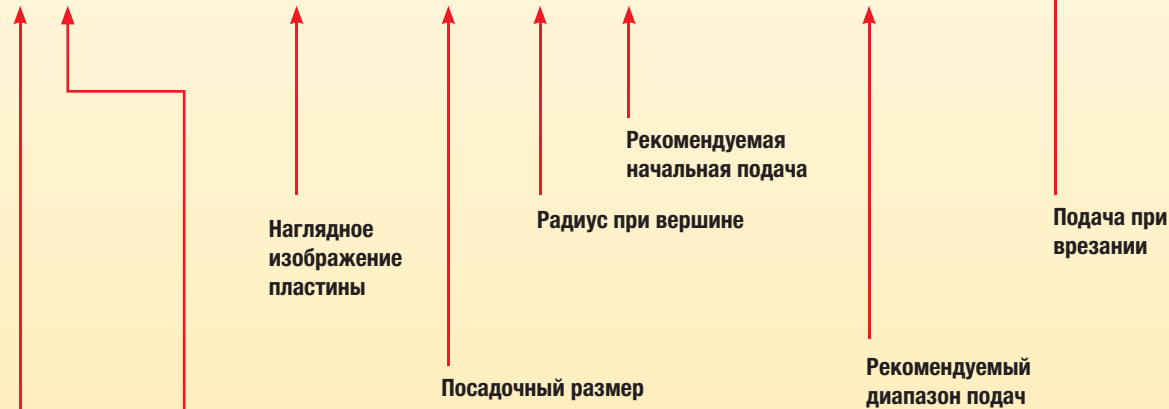 Рекомендуемая
начальная подача
Наглядное
изображение
пластины
Радиус при вершине
Подача при
врезании
Посадочный размер
Рекомендуемый
диапазон подач